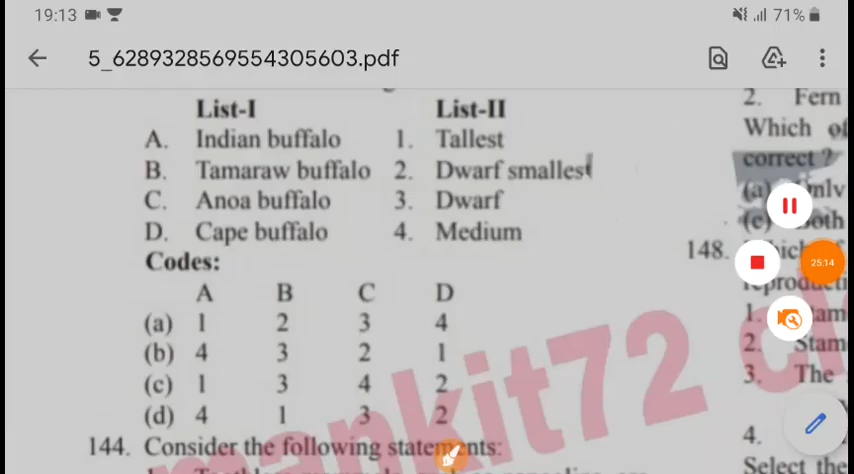 19:13 71%
5_6289328569554305603.pdf
List-I List-II
A. Indian buffalo 1. Tallest
B. Tamaraw buffalo 2. Dwarf smallest
C. Anoa buffalo 3. Dwarf
D. Cape buffalo 4. Medium
Codes:
A B C D
(a) 1 2 3 4
(b) 4 3 2 1
(c) 1 3 4 2
(d) 4 1 3 2
144. Consider the following statements:
2. Fern
Which of
correct ?
(a)
(c)
148.
25:14
1.
2. Stam
3. The
4.
Select the